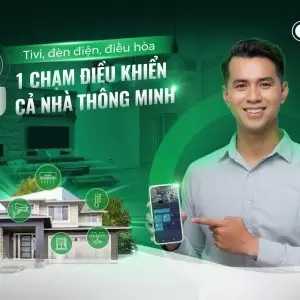 Tivi, đèn điện, điều hòa
1 CHẠM ĐIỀU KHIỂN
CẢ NHÀ THÔNG MINH